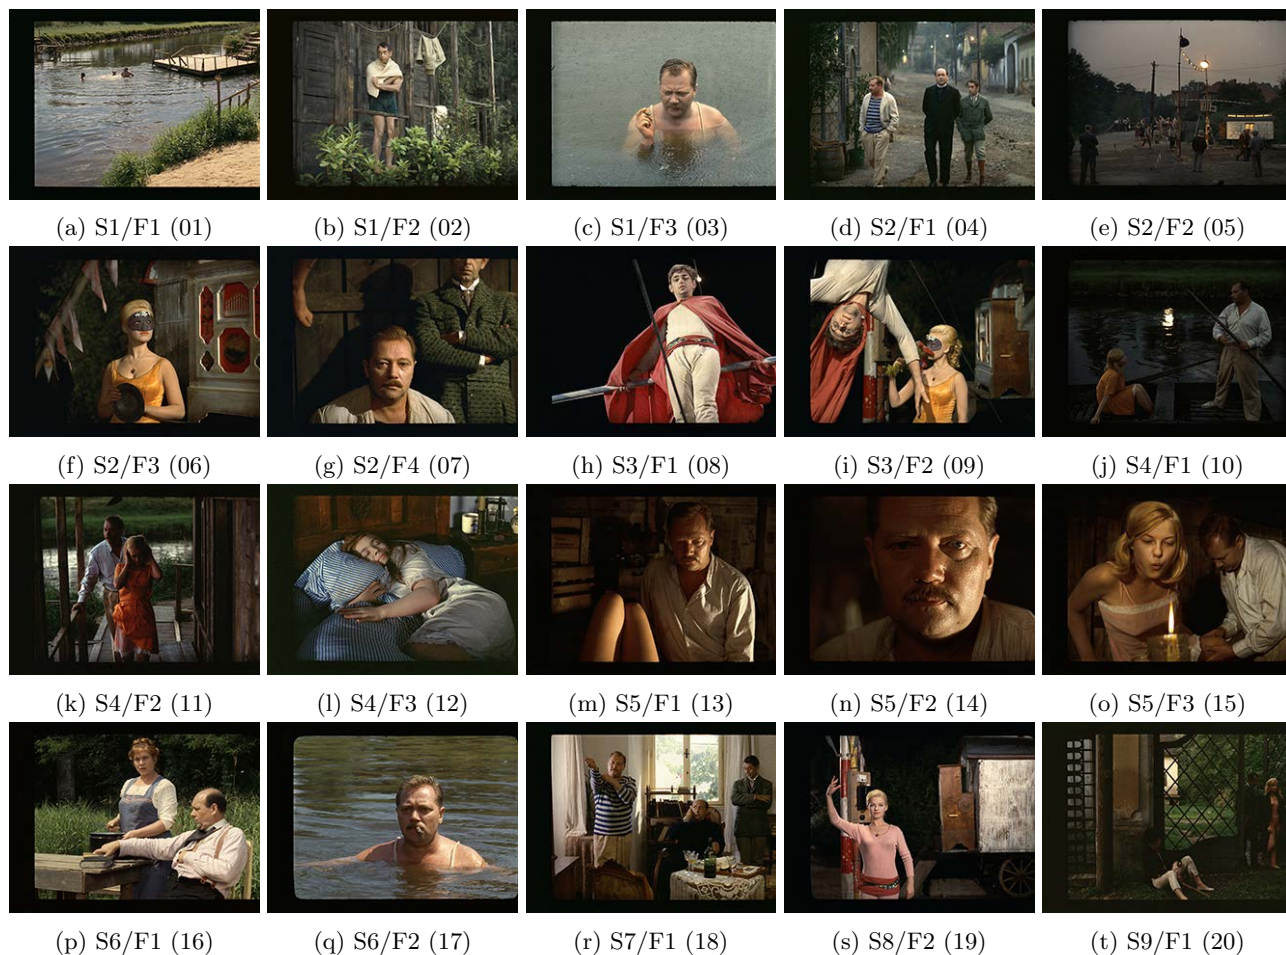 (a) S1/F1 (01) (b) S1/F2 (02) (c) S1/F3 (03) (d) S2/F1 (04) (e) S2/F2 (05)
(f) S2/F3 (06) (g) S2/F4 (07) (h) S3/F1 (08) (i) S3/F2 (09) (j) S4/F1 (10)
(k) S4/F2 (11) (l) S4/F3 (12) (m) S5/F1 (13) (n) S5/F2 (14) (o) S5/F3 (15)
(p) S6/F1 (16) (q) S6/F2 (17) (r) S7/F1 (18) (s) S8/F2 (19) (t) S9/F1 (20)